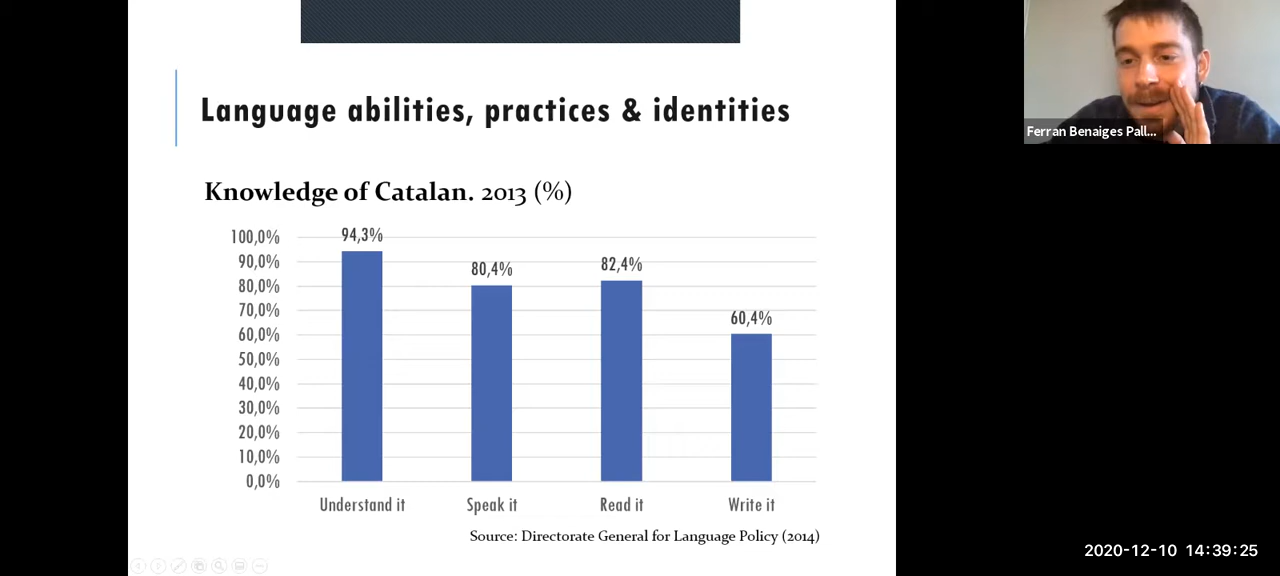 Language abilities, practices & identities
Knowledge of Catalan. 2013 (%)
100,0%
90,0%
80,0%
70,0%
60,0%
50,0%
40,0%
30,0%
20,0%
10,0%
0,0%
94,3%
80,4%
82,4%
60,4%
Understand it
Speak it
Read it
Write it
Source: Directorate General for Language Policy (2014)
Ferran Benaiges Pall...
2020-12-10 14:39:25